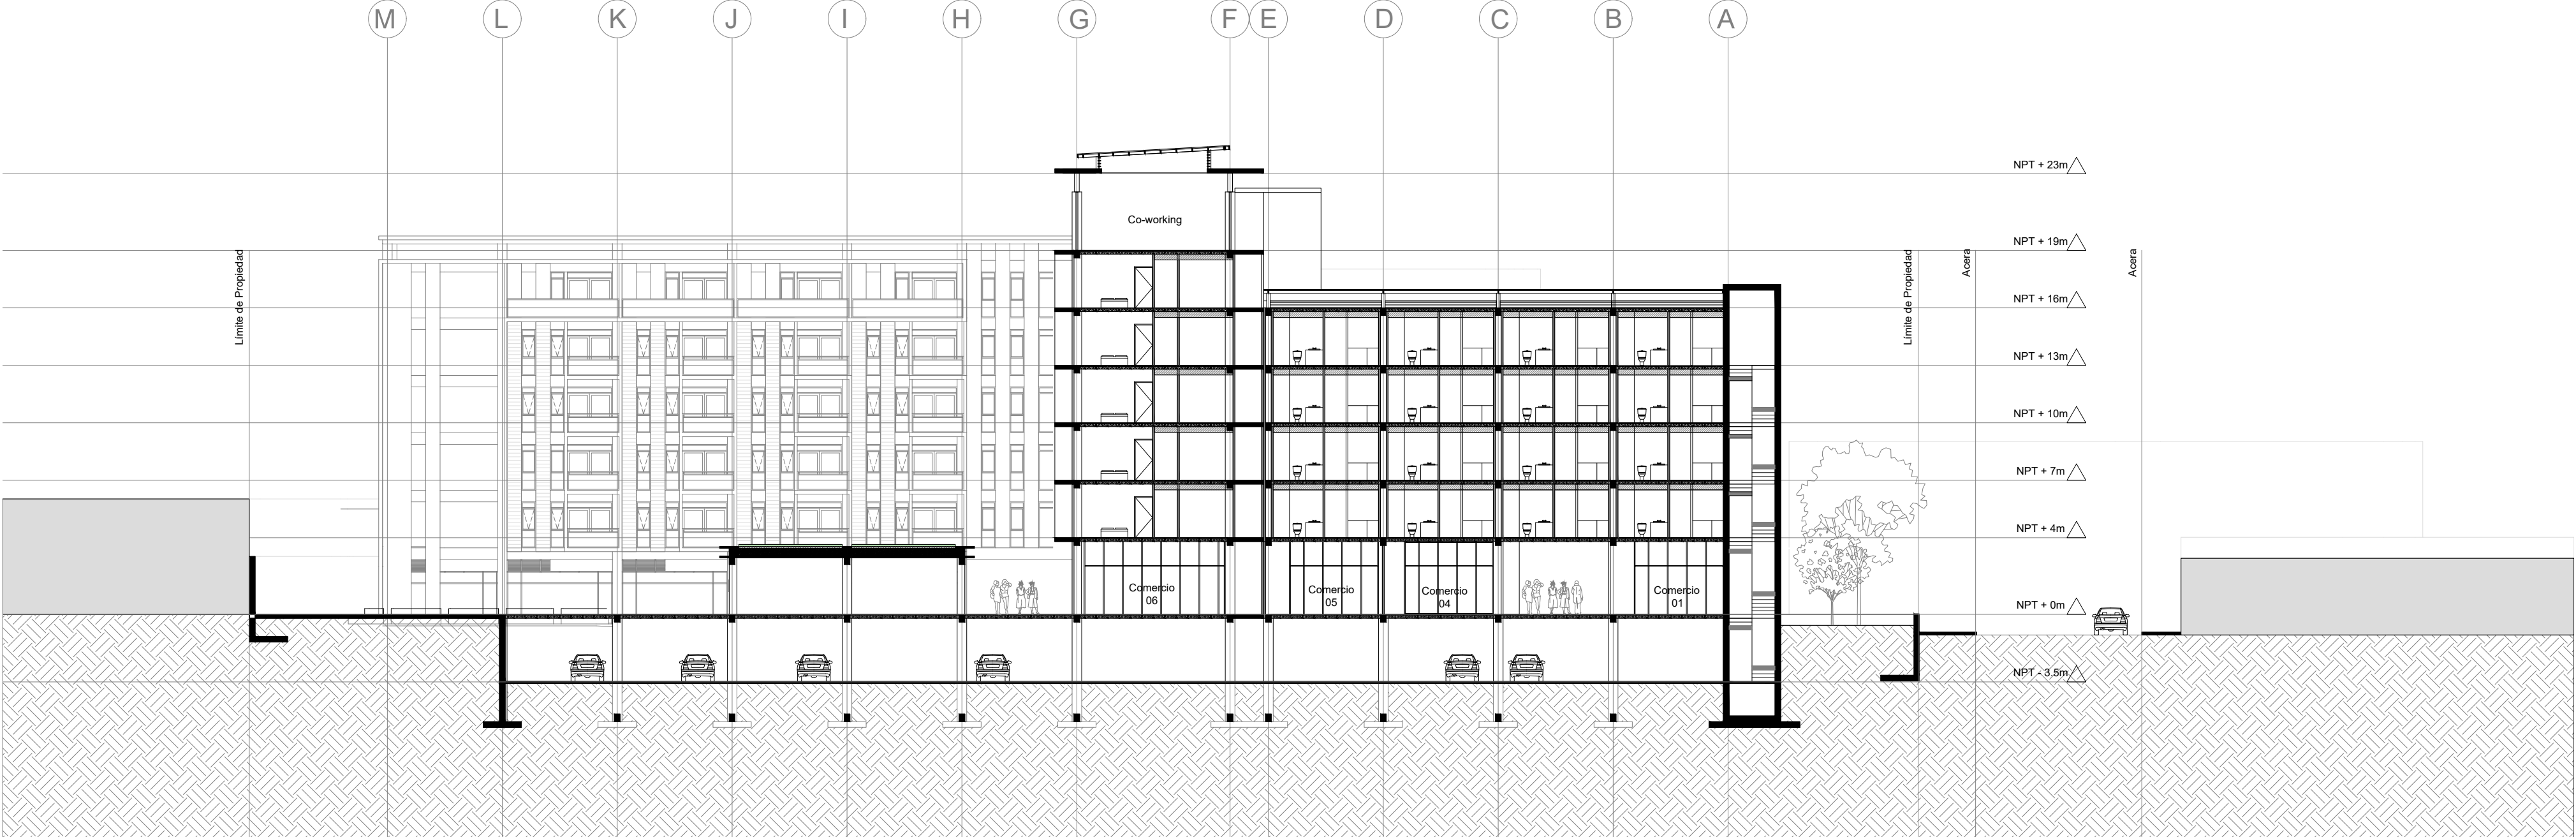 M
L
K
J
I
H
G
F
E
D
C
B
A
NPT + 23m
Co-working
NPT + 19m
Límite de Propiedad
Límite de Propiedad
Acera
Acera
NPT + 16m
NPT + 13m
NPT + 10m
NPT + 7m
NPT + 4m
Comercio
06
Comercio
05
Comercio
04
Comercio
01
NPT + 0m
NPT - 3.5m